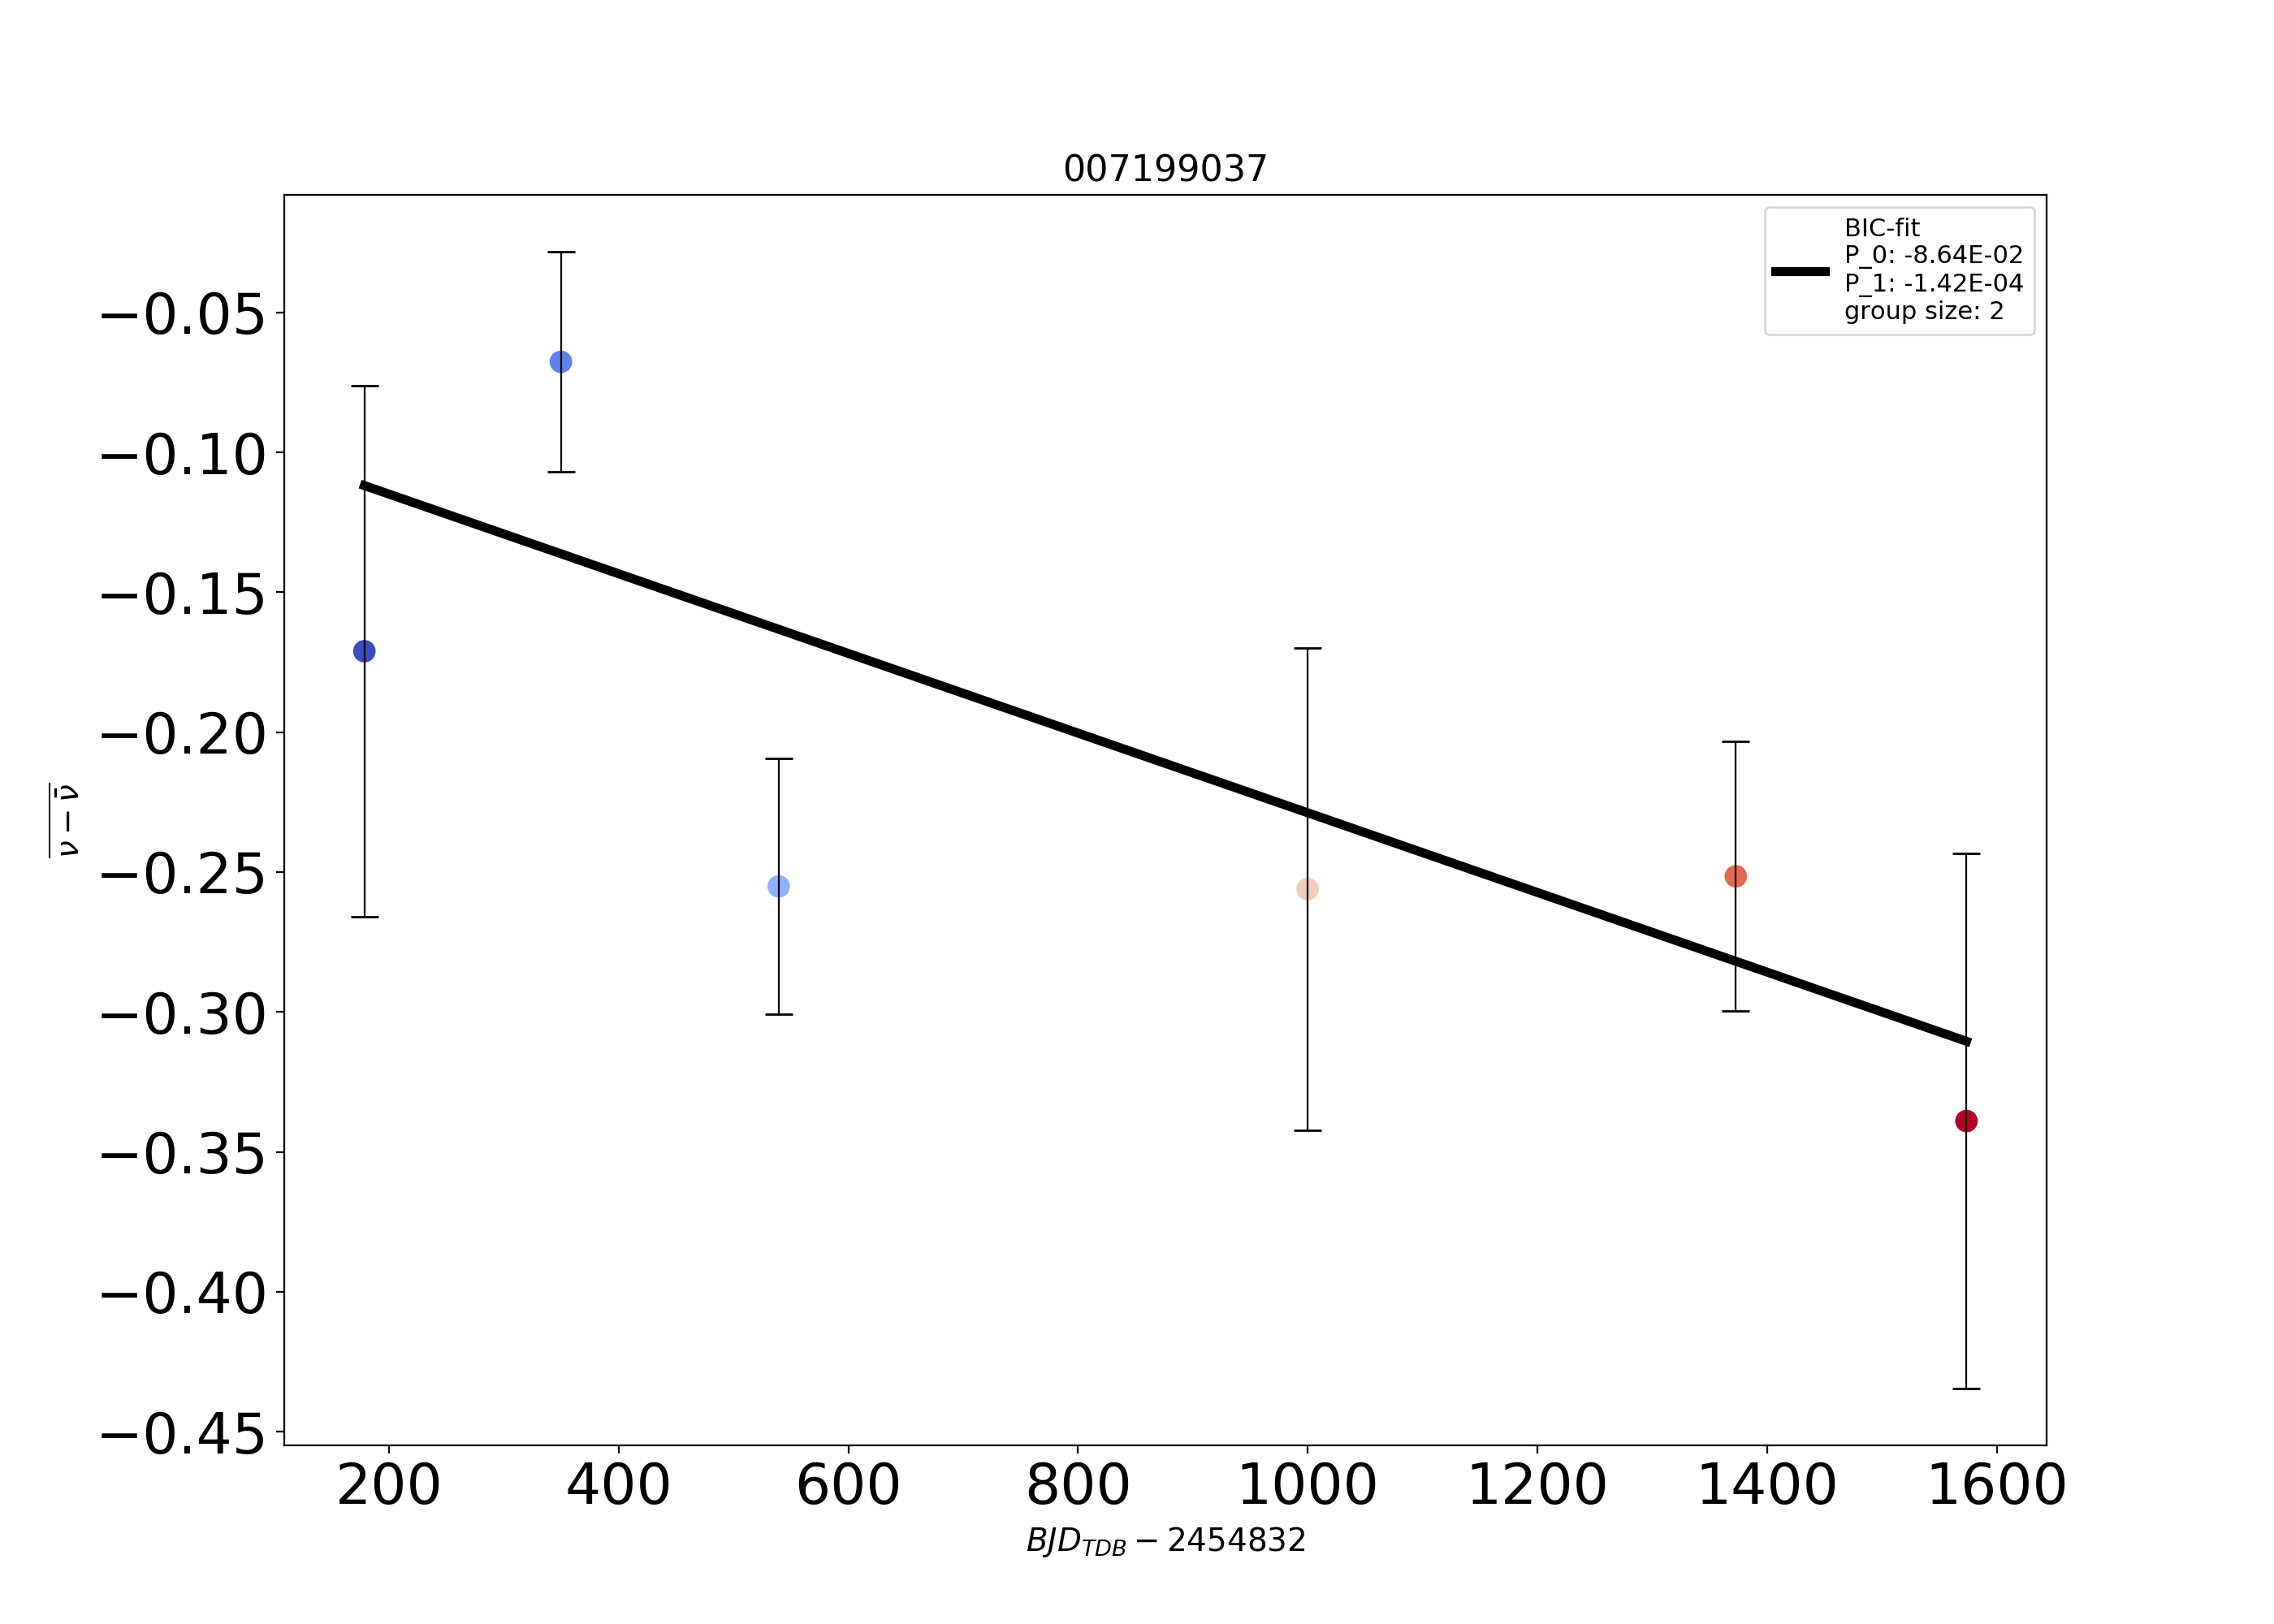 007199037
BIC-fit
P_0: -8.64E-02
P_1: -1.42E-04
group size: 2
−0.05
−0.10
−0.15
−0.20
−0.25
−0.30
−0.35
−0.40
−0.45
ν − ν̄
200 400 600 800 1000 1200 1400 1600
BJD_TDB − 2454832